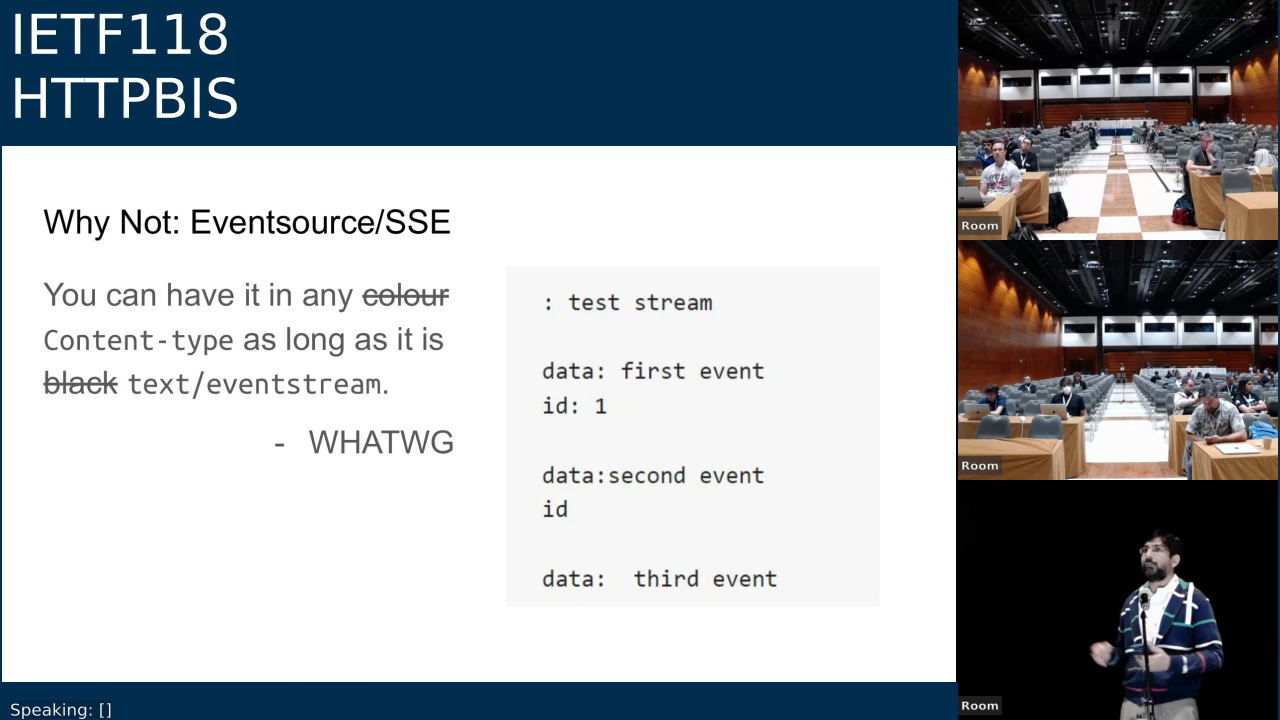 IETF118
HTTPBIS
Why Not: Eventsource/SSE
You can have it in any colour
Content-type as long as it is
black text/eventstream.
- WHATWG
: test stream
data: first event
id: 1
data:second event
id
data:  third event
Speaking: []
Room
Room
Room